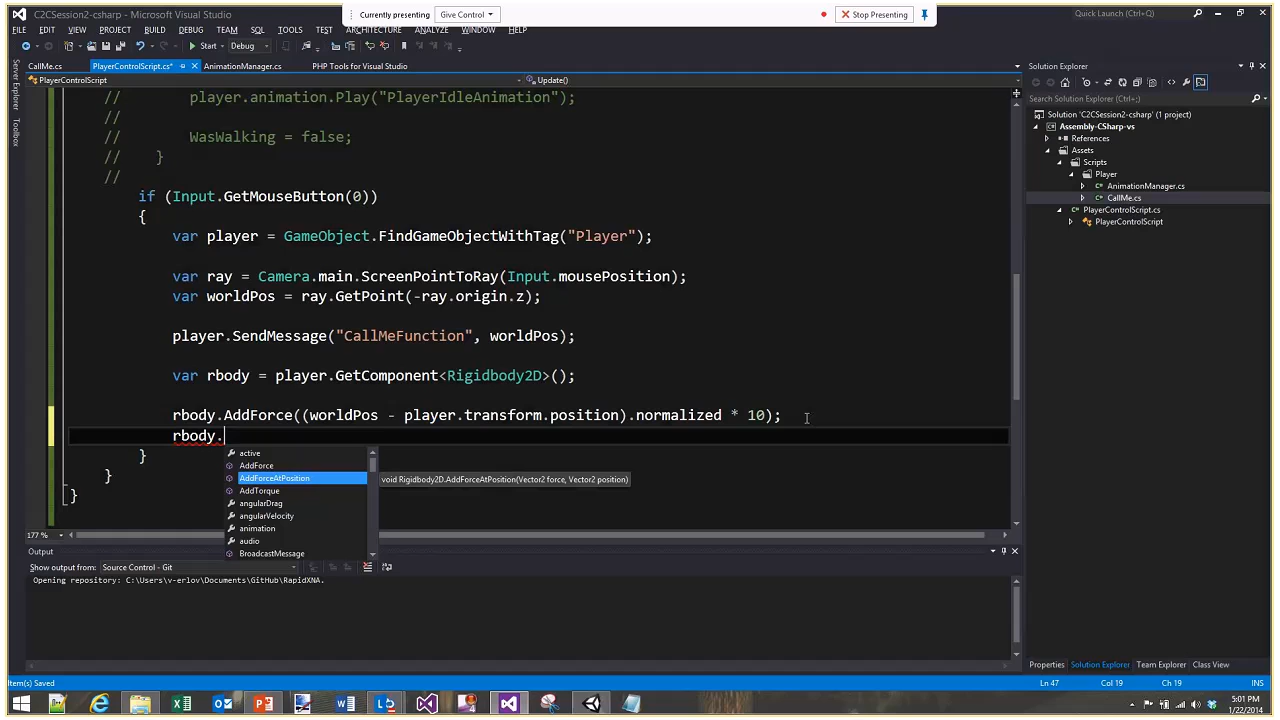 C2CSession2-csharp - Microsoft Visual Studio
Currently presenting
Give Control
Stop Presenting
Quick Launch (Ctrl+Q)
FILE EDIT VIEW PROJECT BUILD DEBUG TEAM SQL TOOLS TEST ARCHITECTURE ANALYZE WINDOW HELP
Start Debug
CallMe.cs PlayerControlScript.cs* AnimationManager.cs PHP Tools for Visual Studio
PlayerControlScript Update()
Server Explorer
Toolbox
// player.animation.Play("PlayerIdleAnimation");
//
// WasWalking = false;
// }
//
if (Input.GetMouseButton(0))
{
var player = GameObject.FindGameObjectWithTag("Player");
var ray = Camera.main.ScreenPointToRay(Input.mousePosition);
var worldPos = ray.GetPoint(-ray.origin.z);
player.SendMessage("CallMeFunction", worldPos);
var rbody = player.GetComponent<Rigidbody2D>();
rbody.AddForce((worldPos - player.transform.position).normalized * 10);
rbody.
}
}
}
active
AddForce
AddForceAtPosition
void Rigidbody2D.AddForceAtPosition(Vector2 force, Vector2 position)
AddTorque
angularDrag
angularVelocity
animation
audio
BroadcastMessage
177 %
Output
Show output from: Source Control - Git
Opening repository: C:\Users\v-erlov\Documents\GitHub\RapidXNA.
Solution Explorer
Search Solution Explorer (Ctrl+;)
Solution 'C2CSession2-csharp' (1 project)
Assembly-CSharp-vs
References
Assets
Scripts
Player
AnimationManager.cs
CallMe.cs
PlayerControlScript.cs
PlayerControlScript
Properties Solution Explorer Team Explorer Class View
Item(s) Saved
Ln 47 Col 19 Ch 19 INS
5:01 PM
1/22/2014